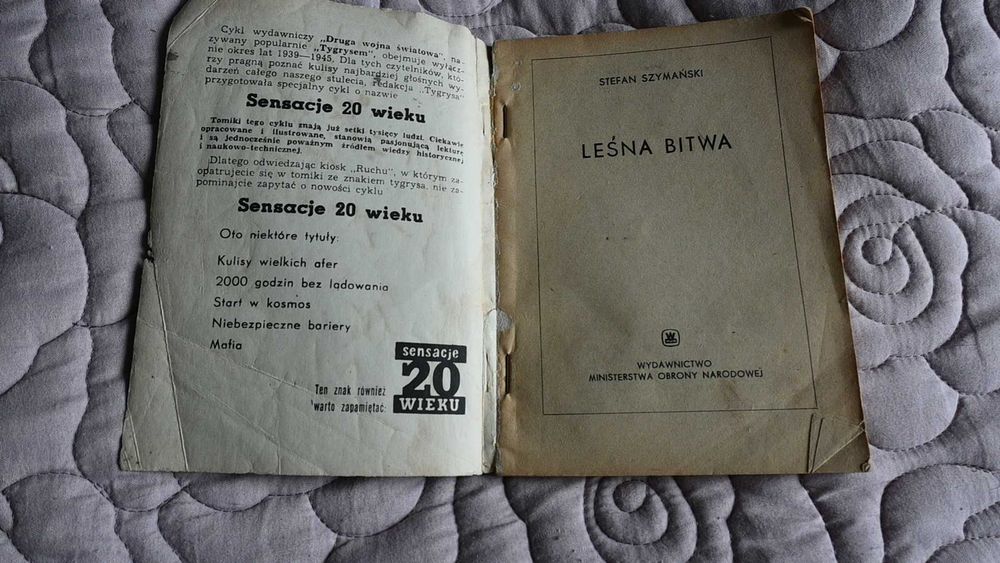 Cykl wydawniczy „Druga wojna światowa", na-
zywany popularnie „Tygrysem", obejmuje wyłącz-
nie okres lat 1939—1945. Dla tych czytelników, któ-
rzy pragną poznać kulisy najbardziej głośnych wy-
darzeń całego naszego stulecia, redakcja „Tygrysa"
przygotowała specjalny cykl o nazwie
Sensacje 20 wieku
Tomiki tego cyklu znają już setki tysięcy ludzi. Ciekawie
opracowane i ilustrowane, stanowią pasjonującą lekturę
i są jednocześnie poważnym źródłem wiedzy historycznej
i naukowo-technicznej.
Dlatego odwiedzając kiosk „Ruchu", w którym za-
opatrujecie się w tomiki ze znakiem tygrysa, nie za-
pominajcie zapytać o nowości cyklu
Sensacje 20 wieku
Oto niektóre tytuły:
Kulisy wielkich afer
2000 godzin bez lądowania
Start w kosmos
Niebezpieczne bariery
Mafia
Ten znak również
warto zapamiętać:
sensacje
20
WIEKU
STEFAN SZYMAŃSKI
LEŚNA BITWA
WYDAWNICTWO
MINISTERSTWA OBRONY NARODOWEJ